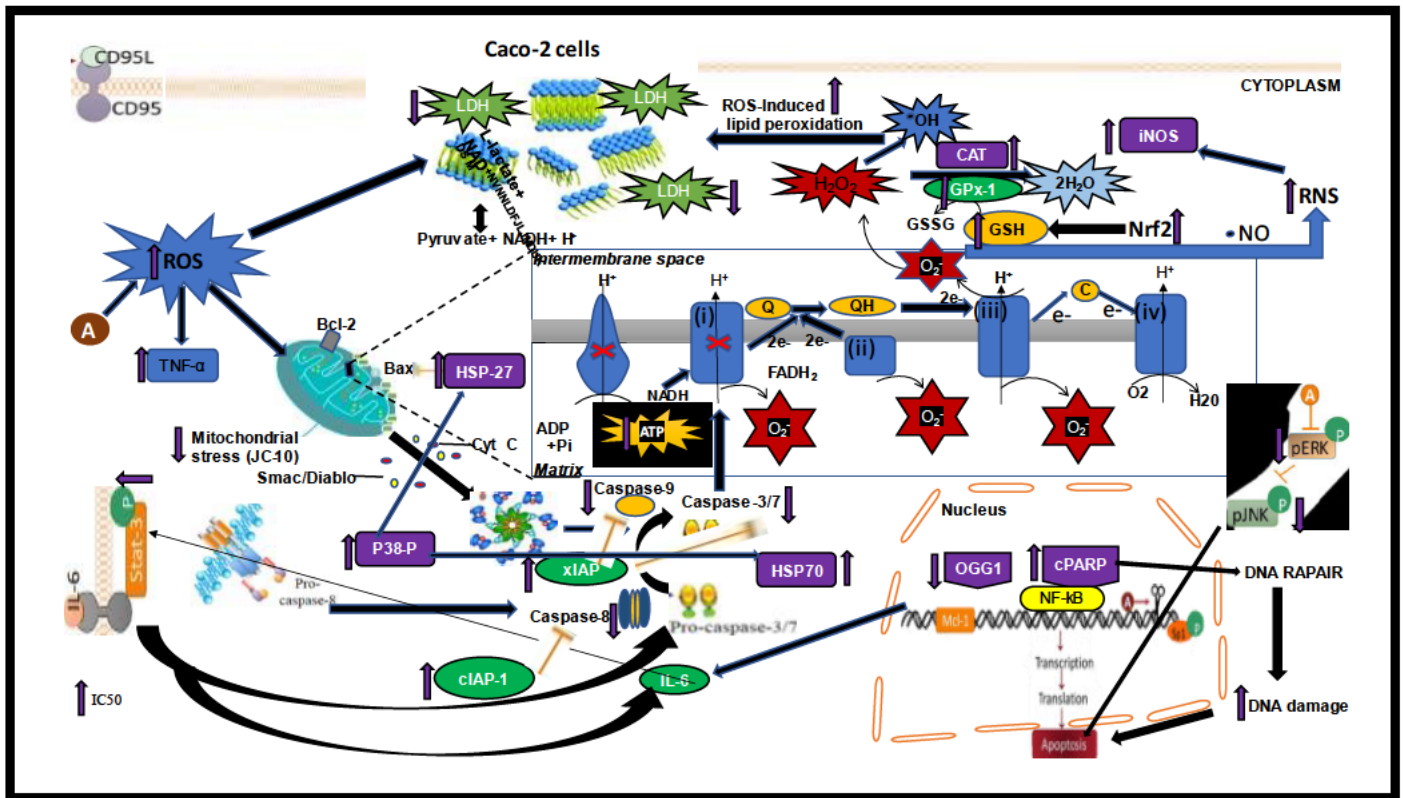 Caco-2 cells
CD95L
CD95
CYTOPLASM
LDH
LDH
LDH
L-lactate+
NAD+
Pyruvate+ NADH+ H+
ROS-Induced
lipid peroxidation
*OH
CAT
H2O2
GPx-1
2H2O
GSSG
GSH
Nrf2
iNOS
RNS
•NO
ROS
A
TNF-α
Bcl-2
Bax
HSP-27
Mitochondrial
stress (JC-10)
Cyt C
Smac/Diablo
Intermembrane space
H+
H+
H+
H+
O2-
(i)
Q
QH
2e-
(iii)
C
e-
e-
(iv)
2e-
2e-
(ii)
FADH2
NADH
ADP
+Pi
ATP
O2-
O2-
O2-
O2
H20
Matrix
A
pERK
P
pJNK
P
P
Stat-3
IL-6
Pro-
caspase-8
P38-P
Caspase-9
Caspase -3/7
xIAP
HSP70
Caspase-8
Pro-caspase-3/7
cIAP-1
IL-6
IC50
Nucleus
OGG1
cPARP
NF-kB
DNA RAPAIR
A
Mcl-1
Sp1
P
Transcription
Translation
Apoptosis
DNA damage